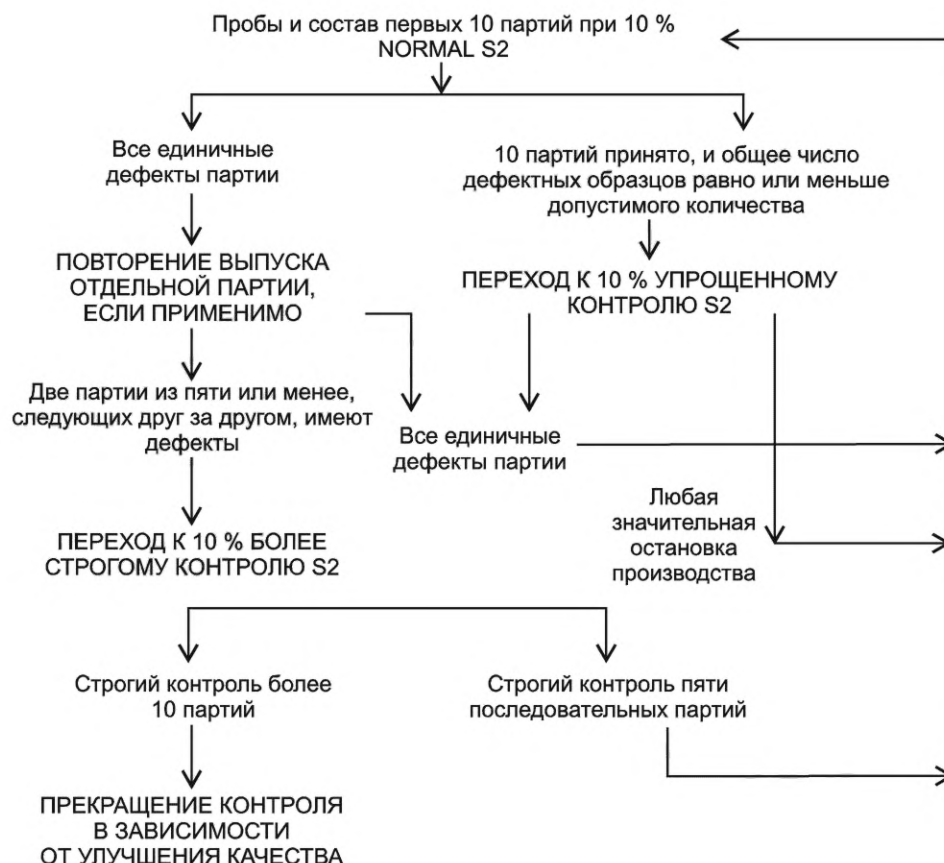 Пробы и состав первых 10 партий при 10 %
NORMAL S2
Все единичные
дефекты партии
10 партий принято, и общее число
дефектных образцов равно или меньше
допустимого количества
ПОВТОРЕНИЕ ВЫПУСКА
ОТДЕЛЬНОЙ ПАРТИИ,
ЕСЛИ ПРИМЕНИМО
ПЕРЕХОД К 10 % УПРОЩЕННОМУ
КОНТРОЛЮ S2
Две партии из пяти или менее,
следующих друг за другом, имеют
дефекты
Все единичные
дефекты партии
Любая
значительная
остановка
производства
ПЕРЕХОД К 10 % БОЛЕЕ
СТРОГОМУ КОНТРОЛЮ S2
Строгий контроль более
10 партий
Строгий контроль пяти
последовательных партий
ПРЕКРАЩЕНИЕ КОНТРОЛЯ
В ЗАВИСИМОСТИ
ОТ УЛУЧШЕНИЯ КАЧЕСТВА